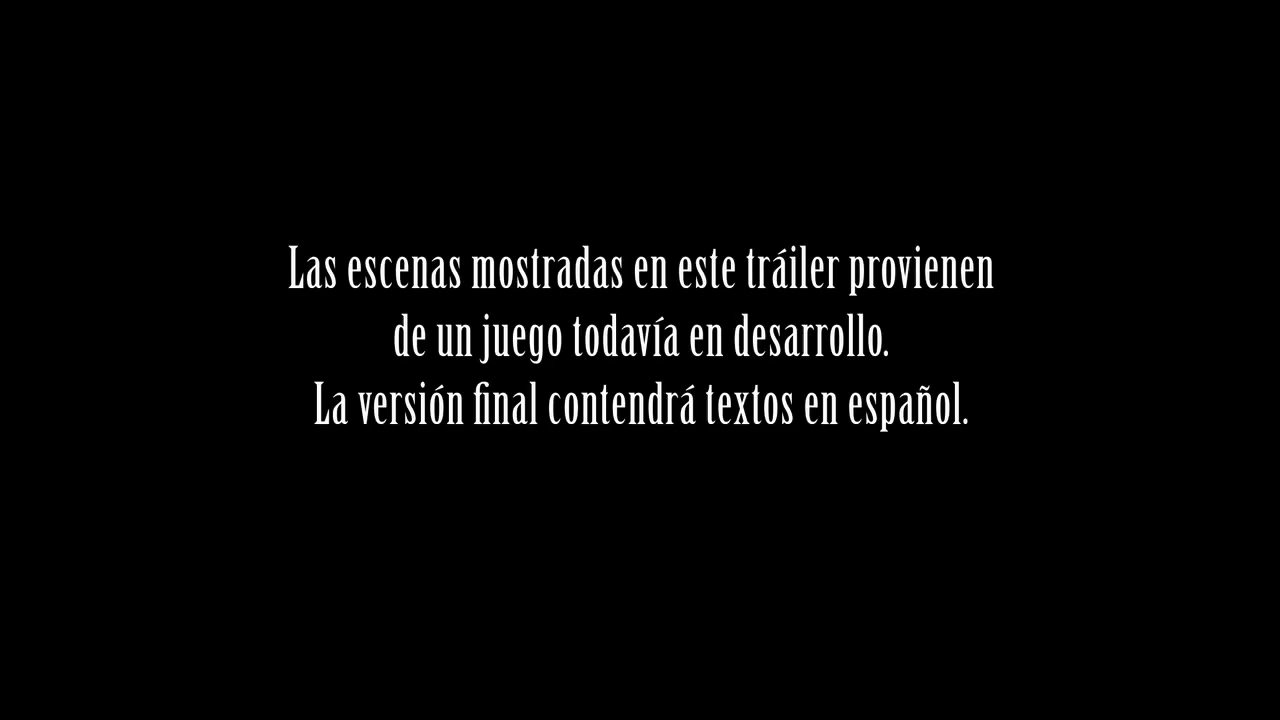 Las escenas mostradas en este tráiler provienen
de un juego todavía en desarrollo.
La versión final contendrá textos en español.